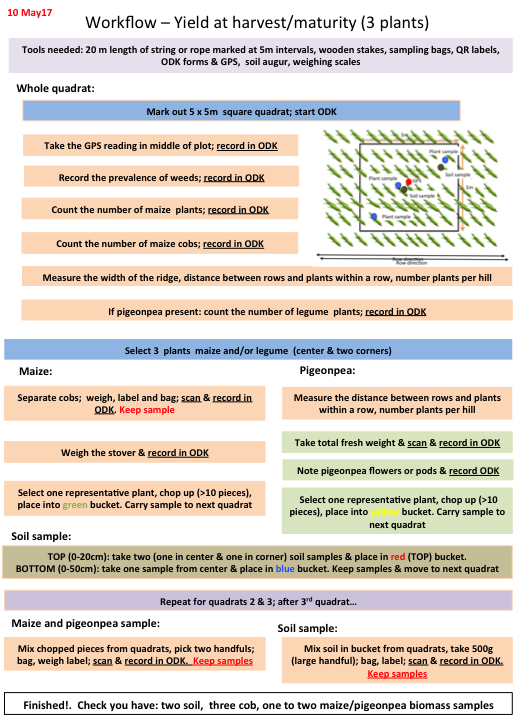 10 May17
Workflow – Yield at harvest/maturity (3 plants)
Tools needed: 20 m length of string or rope marked at 5m intervals, wooden stakes, sampling bags, QR labels,
ODK forms & GPS, soil augur, weighing scales
Whole quadrat:
Mark out 5 x 5m square quadrat; start ODK
Take the GPS reading in middle of plot; record in ODK
Record the prevalence of weeds; record in ODK
Count the number of maize plants; record in ODK
Count the number of maize cobs; record in ODK
5m
Plant sample
Soil sample
Plant sample
GPS
Soil sample
5m
Plant sample
Row direction
Measure the width of the ridge, distance between rows and plants within a row, number plants per hill
If pigeonpea present: count the number of legume plants; record in ODK
Select 3 plants maize and/or legume (center & two corners)
Maize:
Separate cobs; weigh, label and bag; scan & record in
ODK. Keep sample
Weigh the stover & record in ODK
Select one representative plant, chop up (>10 pieces),
place into green bucket. Carry sample to next quadrat
Pigeonpea:
Measure the distance between rows and plants
within a row, number plants per hill
Take total fresh weight & scan & record in ODK
Note pigeonpea flowers or pods & record ODK
Select one representative plant, chop up (>10
pieces), place into yellow bucket. Carry sample to
next quadrat
Soil sample:
TOP (0-20cm): take two (one in center & one in corner) soil samples & place in red (TOP) bucket.
BOTTOM (0-50cm): take one sample from center & place in blue bucket. Keep samples & move to next quadrat
Repeat for quadrats 2 & 3; after 3rd quadrat…
Maize and pigeonpea sample:
Mix chopped pieces from quadrats, pick two handfuls;
bag, weigh label; scan & record in ODK. Keep samples
Soil sample:
Mix soil in bucket from quadrats, take 500g
(large handful); bag, label; scan & record in ODK.
Keep samples
Finished!. Check you have: two soil, three cob, one to two maize/pigeonpea biomass samples